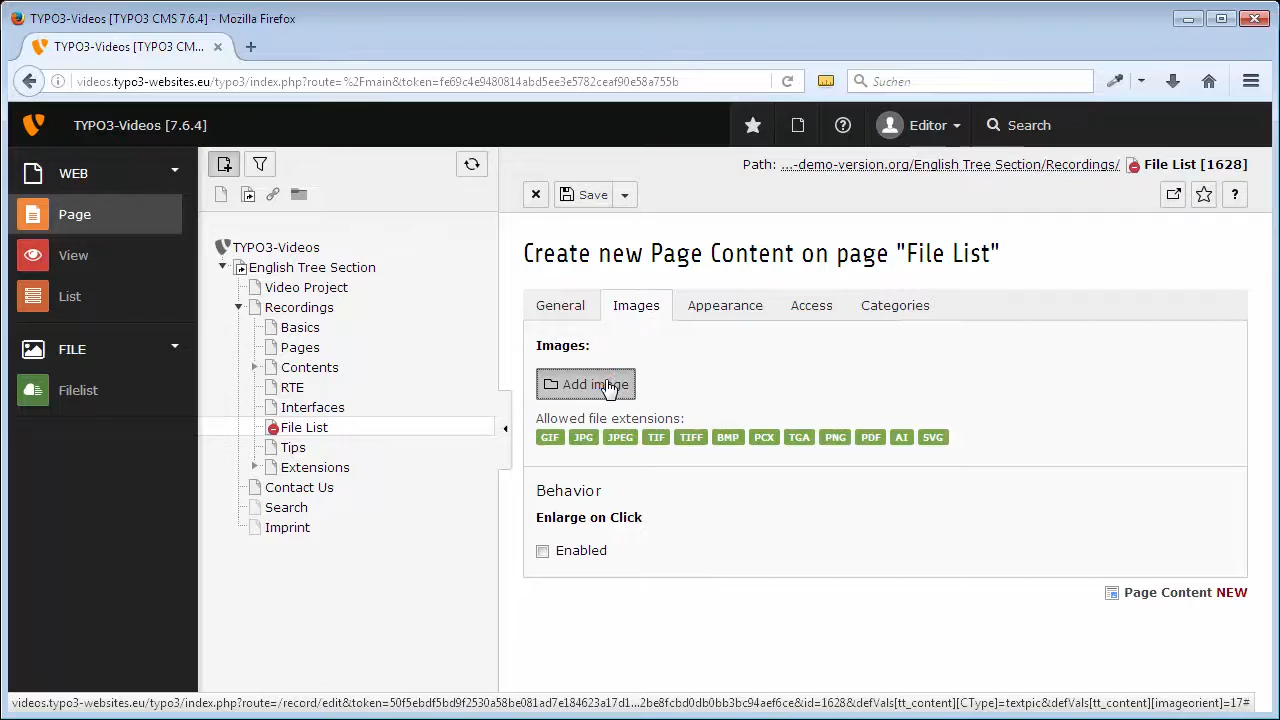 TYPO3-Videos [TYPO3 CMS 7.6.4] - Mozilla Firefox
TYPO3-Videos [TYPO3 CM...
videos.typo3-websites.eu/typo3/index.php?route=%2Fmain&token=fe69c4e9480814abd5ee3e5782ceaf90e58a755b
Suchen
TYPO3-Videos [7.6.4]
Editor
Search
WEB
Page
View
List
FILE
Filelist
TYPO3-Videos
English Tree Section
Video Project
Recordings
Basics
Pages
Contents
RTE
Interfaces
File List
Tips
Extensions
Contact Us
Search
Imprint
Path: ...-demo-version.org/English Tree Section/Recordings/ File List [1628]
Save
?
Create new Page Content on page "File List"
General Images Appearance Access Categories
Images:
Add image
Allowed file extensions:
GIF JPG JPEG TIF TIFF BMP PCX TGA PNG PDF AI SVG
Behavior
Enlarge on Click
Enabled
Page Content NEW
videos.typo3-websites.eu/typo3/index.php?route=/record/edit&token=50f5ebdf5bd9f2530a58be081ad7e184623a17d1...2be8fcbd0db0bb3bc94aef6ce&id=1628&defVals[tt_content][CType]=textpic&defVals[tt_content][imageorient]=17#